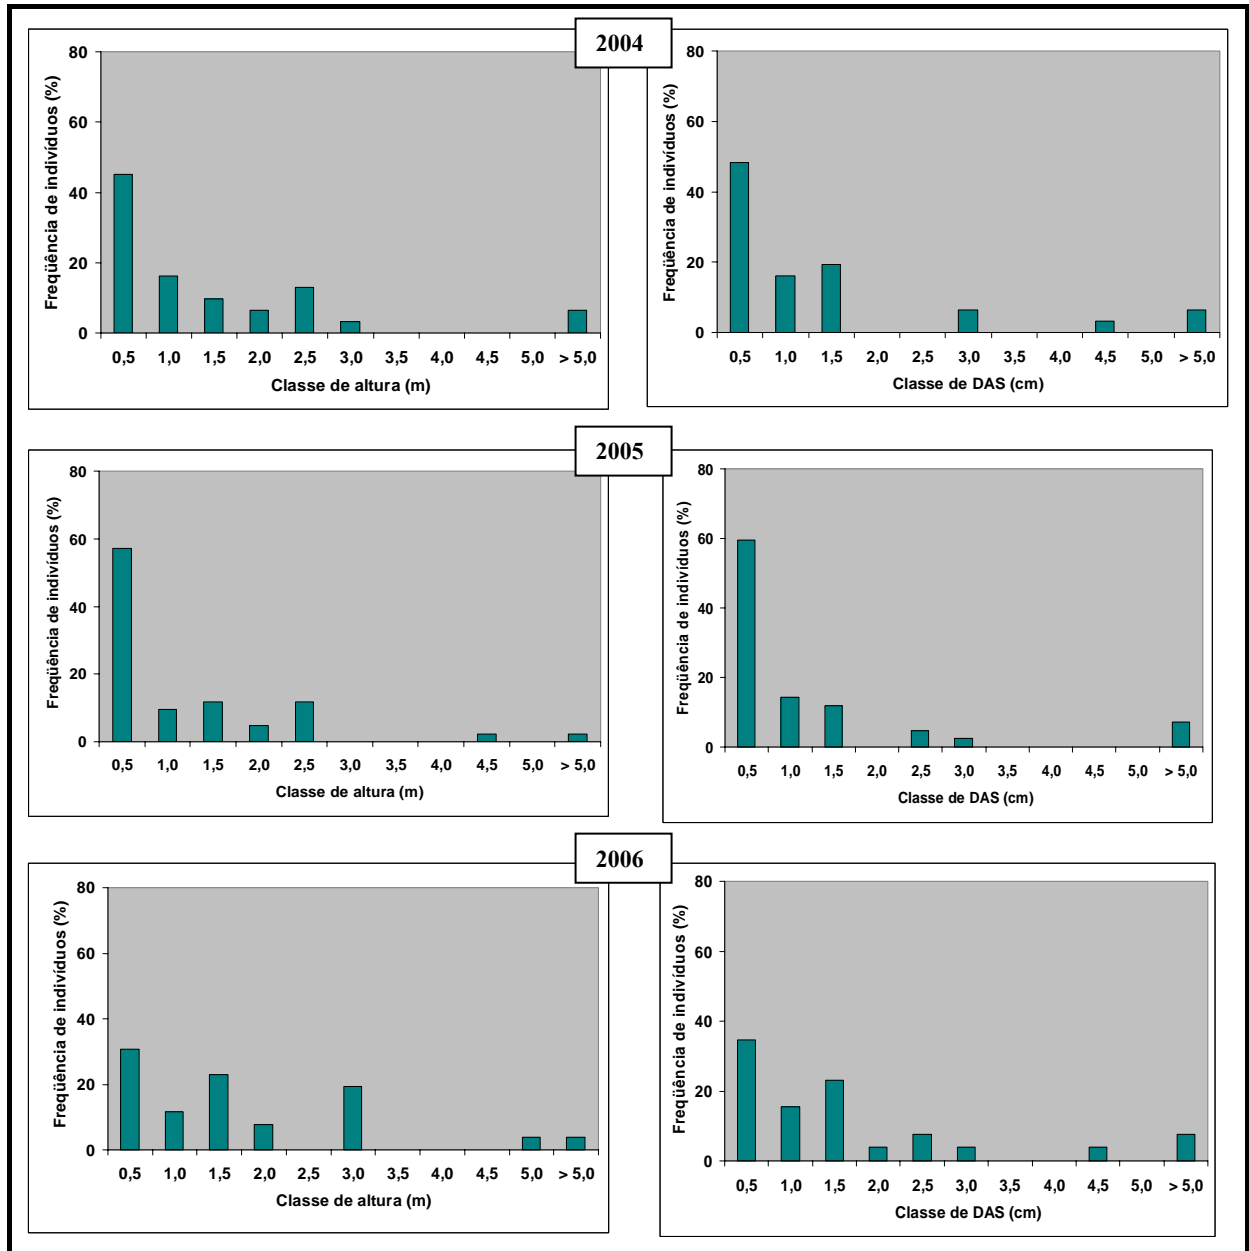 2004
Freqüência de indivíduos (%)
80
60
40
20
0
0,5 1,0 1,5 2,0 2,5 3,0 3,5 4,0 4,5 5,0 > 5,0
Classe de altura (m)
Freqüência de indivíduos (%)
80
60
40
20
0
0,5 1,0 1,5 2,0 2,5 3,0 3,5 4,0 4,5 5,0 > 5,0
Classe de DAS (cm)
2005
Freqüência de indivíduos (%)
80
60
40
20
0
0,5 1,0 1,5 2,0 2,5 3,0 3,5 4,0 4,5 5,0 > 5,0
Classe de altura (m)
Freqüência de indivíduos (%)
80
60
40
20
0
0,5 1,0 1,5 2,0 2,5 3,0 3,5 4,0 4,5 5,0 > 5,0
Classe de DAS (cm)
2006
Freqüência de indivíduos (%)
80
60
40
20
0
0,5 1,0 1,5 2,0 2,5 3,0 3,5 4,0 4,5 5,0 > 5,0
Classe de altura (m)
Freqüência de indivíduos (%)
80
60
40
20
0
0,5 1,0 1,5 2,0 2,5 3,0 3,5 4,0 4,5 5,0 > 5,0
Classe de DAS (cm)